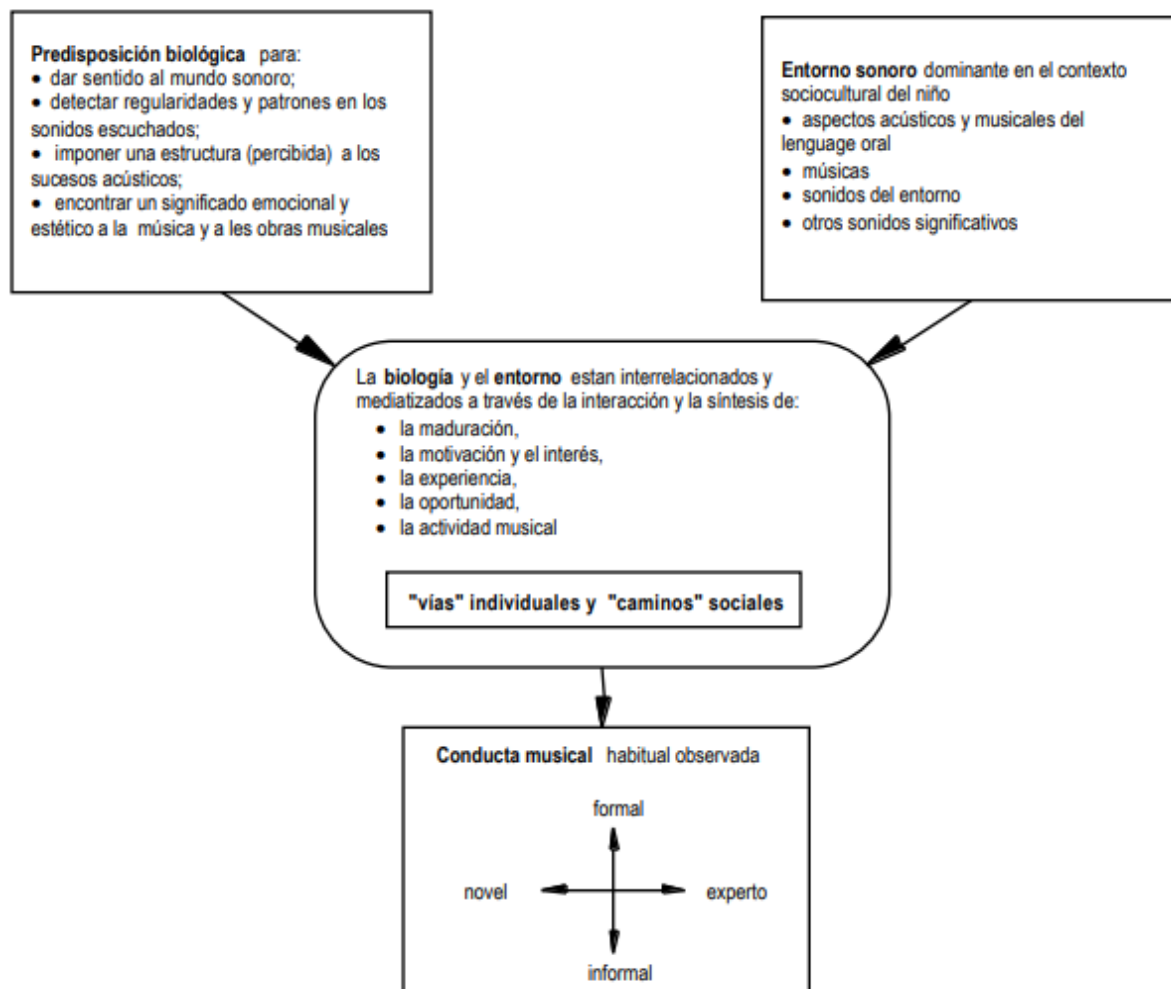 Predisposición biológica para:
• dar sentido al mundo sonoro;
• detectar regularidades y patrones en los
sonidos escuchados;
• imponer una estructura (percibida) a los
sucesos acústicos;
• encontrar un significado emocional y
estético a la música y a les obras musicales
Entorno sonoro dominante en el contexto
sociocultural del niño
• aspectos acústicos y musicales del
lenguage oral
• músicas
• sonidos del entorno
• otros sonidos significativos
La biología y el entorno estan interrelacionados y
mediatizados a través de la interacción y la síntesis de:
• la maduración,
• la motivación y el interés,
• la experiencia,
• la oportunidad,
• la actividad musical
"vías" individuales y "caminos" sociales
Conducta musical habitual observada
formal
novel experto
informal